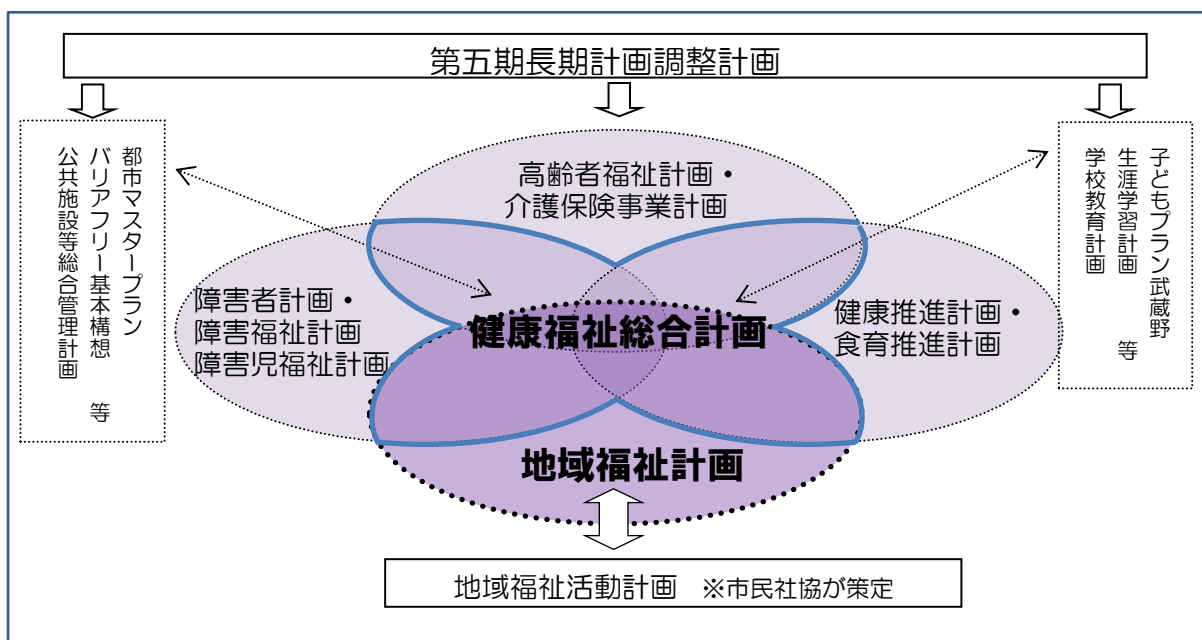 第五期長期計画調整計画
都市マスタープラン
バリアフリー基本構想　等
公共施設等総合管理計画
高齢者福祉計画・
介護保険事業計画
子どもプラン武蔵野
生涯学習計画　等
学校教育計画
障害者計画・
障害福祉計画
障害児福祉計画
健康福祉総合計画
健康推進計画・
食育推進計画
地域福祉計画
地域福祉活動計画　※市民社協が策定